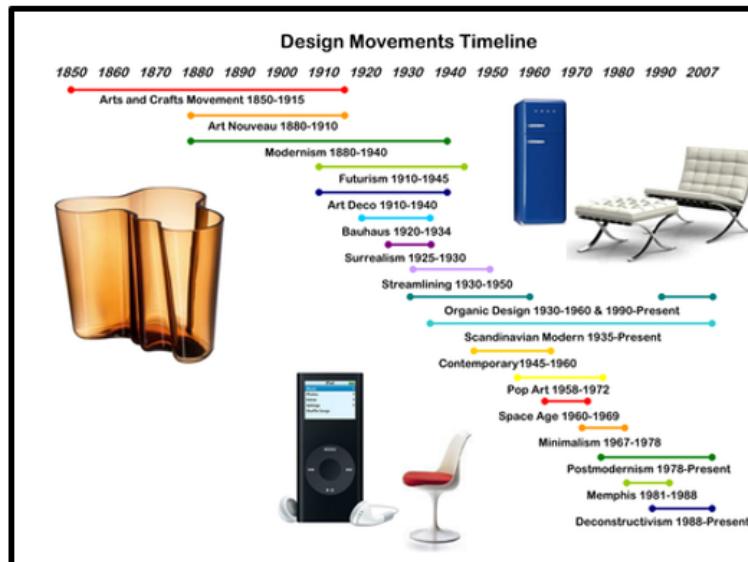 Design Movements Timeline
1850 1860 1870 1880 1890 1900 1910 1920 1930 1940 1950 1960 1970 1980 1990 2007
Arts and Crafts Movement 1850-1915
Art Nouveau 1880-1910
Modernism 1880-1940
Futurism 1910-1945
Art Deco 1910-1940
Bauhaus 1920-1934
Surrealism 1925-1930
Streamlining 1930-1950
Organic Design 1930-1960 & 1990-Present
Scandinavian Modern 1935-Present
Contemporary1945-1960
Pop Art 1958-1972
Space Age 1960-1969
Minimalism 1967-1978
Postmodernism 1978-Present
Memphis 1981-1988
Deconstructivism 1988-Present
MENU